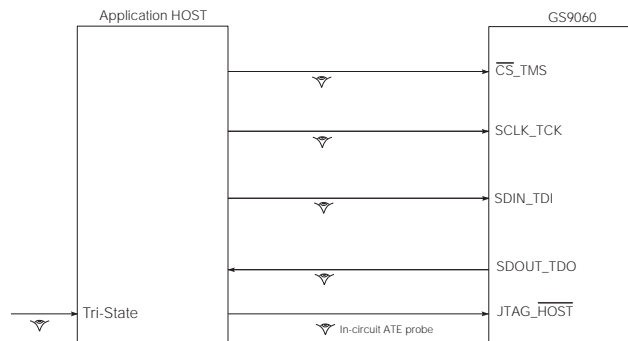 Application HOST
GS9060
CS_TMS
SCLK_TCK
SDIN_TDI
SDOUT_TDO
Tri-State
JTAG_HOST
In-circuit ATE probe